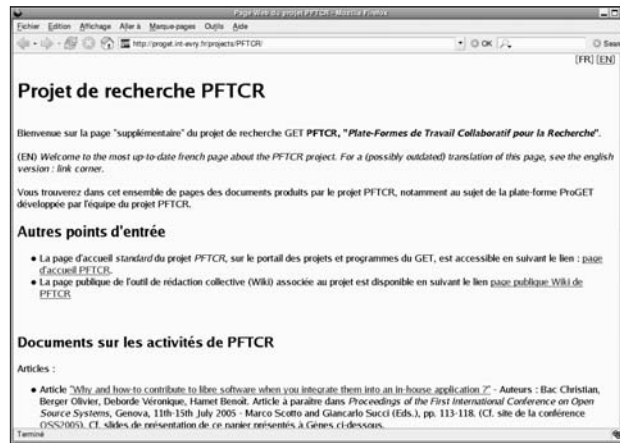 Page Web du projet PFTCR - Mozilla Firefox
Fichier Edition Affichage Aller à Marque-pages Outils Aide
http://proget.int-evry.fr/projects/PFTCR/ OK
[FR] [EN]
Projet de recherche PFTCR
Bienvenue sur la page "supplémentaire" du projet de recherche GET PFTCR, "Plate-Formes de Travail Collaboratif pour la Recherche".
(EN) Welcome to the most up-to-date french page about the PFTCR project. For a (possibly outdated) translation of this page, see the english
version : link corner.
Vous trouverez dans cet ensemble de pages des documents produits par le projet PFTCR, notamment au sujet de la plate-forme ProGET
développée par l'équipe du projet PFTCR.
Autres points d'entrée
• La page d'accueil standard du projet PFTCR, sur le portail des projets et programmes du GET, est accessible en suivant le lien : page
d'accueil PFTCR.
• La page publique de l'outil de rédaction collective (Wiki) associée au projet est disponible en suivant le lien page publique Wiki de
PFTCR
Documents sur les activités de PFTCR
Articles :
• Article "Why and how-to contribute to libre software when you integrate them into an in-house application ?" - Auteurs : Bac Christian,
Berger Olivier, Deborde Véronique, Hamet Benoît. Article à paraitre dans Proceedings of the First International Conference on Open
Source Systems, Genova, 11th-15th July 2005 - Marco Scotto and Giancarlo Succi (Eds.), pp. 113-118. (Cf. site de la conférence
OSS2005). Cf. slides de présentation de ce papier présentés à Gènes ci-dessous.
Terminé